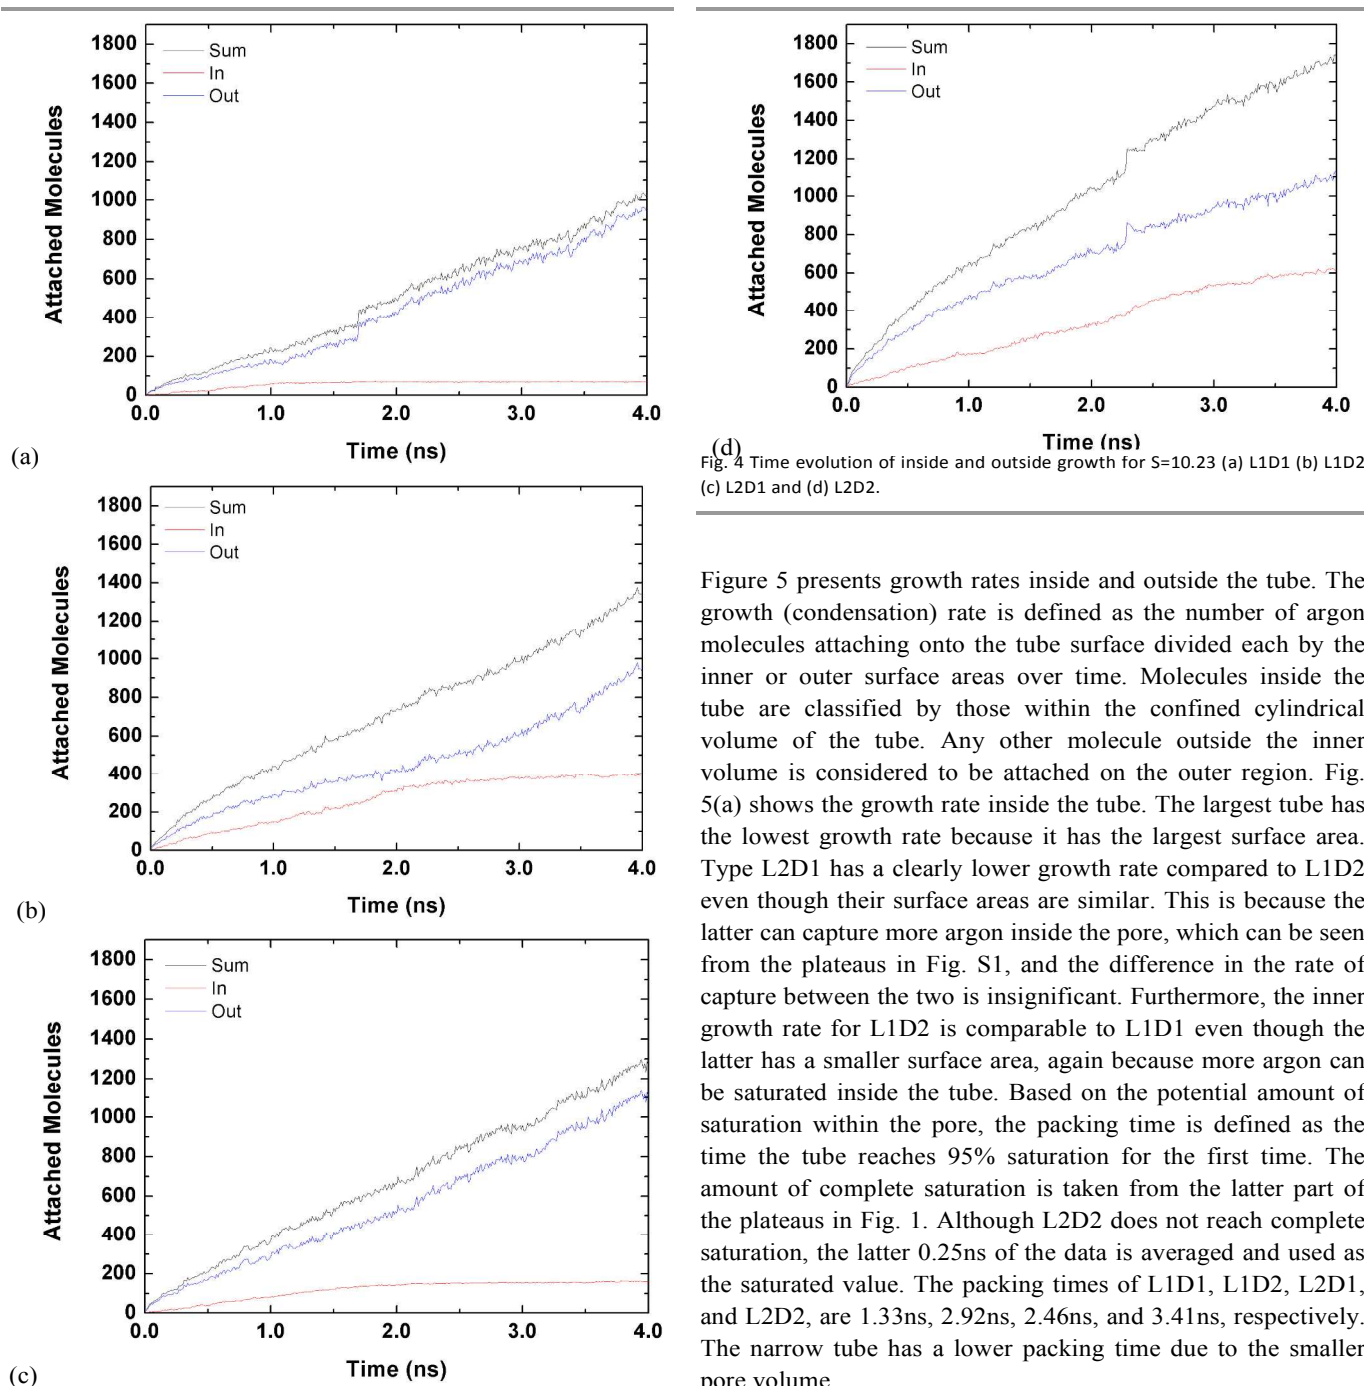 1800
1600
1400
1200
1000
800
600
400
200
0
Sum
In
Out
Attached Molecules
0.0 1.0 2.0 3.0 4.0
Time (ns)
(a)
1800
1600
1400
1200
1000
800
600
400
200
0
Sum
In
Out
Attached Molecules
0.0 1.0 2.0 3.0 4.0
Time (ns)
(b)
1800
1600
1400
1200
1000
800
600
400
200
0
Sum
In
Out
Attached Molecules
0.0 1.0 2.0 3.0 4.0
Time (ns)
(c)
1800
1600
1400
1200
1000
800
600
400
200
0
Sum
In
Out
Attached Molecules
0.0 1.0 2.0 3.0 4.0
Time (ns)
(d)
Fig. 4 Time evolution of inside and outside growth for S=10.23 (a) L1D1 (b) L1D2
(c) L2D1 and (d) L2D2.
Figure 5 presents growth rates inside and outside the tube. The
growth (condensation) rate is defined as the number of argon
molecules attaching onto the tube surface divided each by the
inner or outer surface areas over time. Molecules inside the
tube are classified by those within the confined cylindrical
volume of the tube. Any other molecule outside the inner
volume is considered to be attached on the outer region. Fig.
5(a) shows the growth rate inside the tube. The largest tube has
the lowest growth rate because it has the largest surface area.
Type L2D1 has a clearly lower growth rate compared to L1D2
even though their surface areas are similar. This is because the
latter can capture more argon inside the pore, which can be seen
from the plateaus in Fig. S1, and the difference in the rate of
capture between the two is insignificant. Furthermore, the inner
growth rate for L1D2 is comparable to L1D1 even though the
latter has a smaller surface area, again because more argon can
be saturated inside the tube. Based on the potential amount of
saturation within the pore, the packing time is defined as the
time the tube reaches 95% saturation for the first time. The
amount of complete saturation is taken from the latter part of
the plateaus in Fig. 1. Although L2D2 does not reach complete
saturation, the latter 0.25ns of the data is averaged and used as
the saturated value. The packing times of L1D1, L1D2, L2D1,
and L2D2, are 1.33ns, 2.92ns, 2.46ns, and 3.41ns, respectively.
The narrow tube has a lower packing time due to the smaller
pore volume